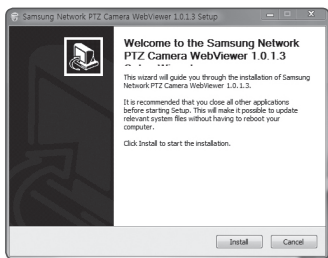 Samsung Network PTZ Camera WebViewer 1.0.1.3 Setup
Welcome to the Samsung Network
PTZ Camera WebViewer 1.0.1.3
This wizard will guide you through the installation of Samsung
Network PTZ Camera WebViewer 1.0.1.3.
It is recommended that you close all other applications
before starting Setup. This will make it possible to update
relevant system files without having to reboot your
computer.
Click Install to start the installation.
Install
Cancel